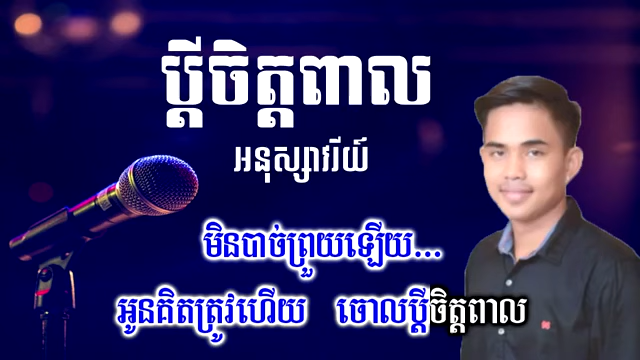 ប្តីចិត្តពាល
អនុស្សាវរីយ៍
មិនបាច់ព្រួយឡើយ...
អូនគិតត្រូវហើយ ចោលប្តីចិត្តពាល